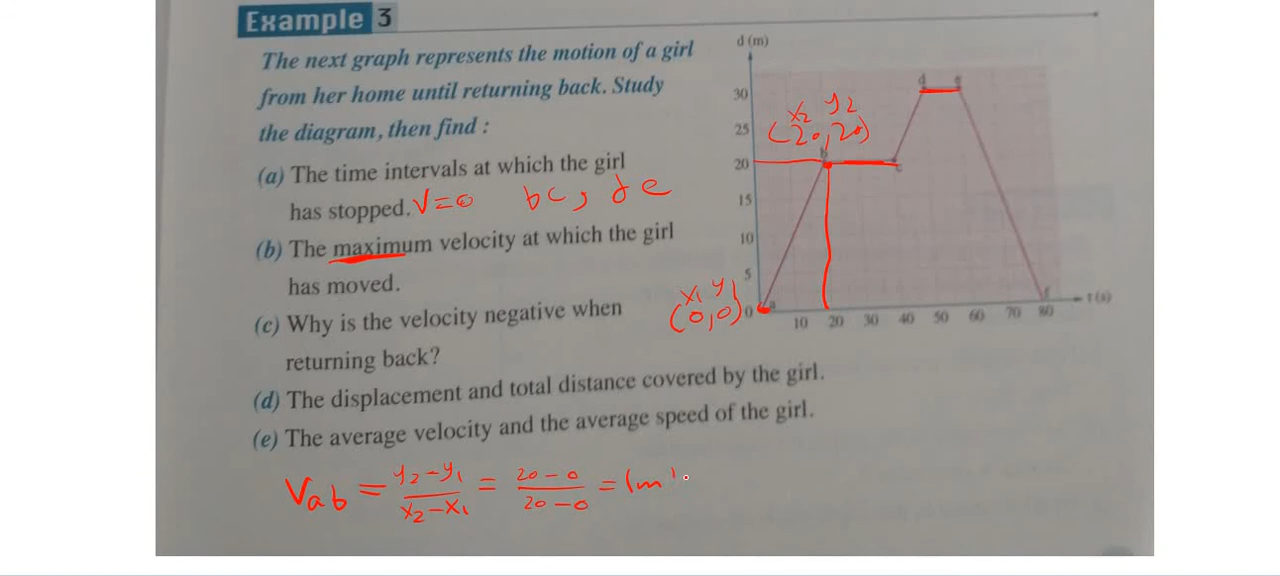 Example 3
The next graph represents the motion of a girl
from her home until returning back. Study
the diagram, then find :
(a) The time intervals at which the girl
has stopped. V=0 bc, de
(b) The maximum velocity at which the girl
has moved.
(c) Why is the velocity negative when
returning back?
(d) The displacement and total distance covered by the girl.
(e) The average velocity and the average speed of the girl.
Vab = y2-y1 / x2-x1 = 20-0 / 20-0 = 1m/
d (m)
30
25
20
15
10
5
0
10 20 30 40 50 60 70 80
t (s)
x2 y2
(20,20)
x1 y1
(0,0)
a
b
c
d
f